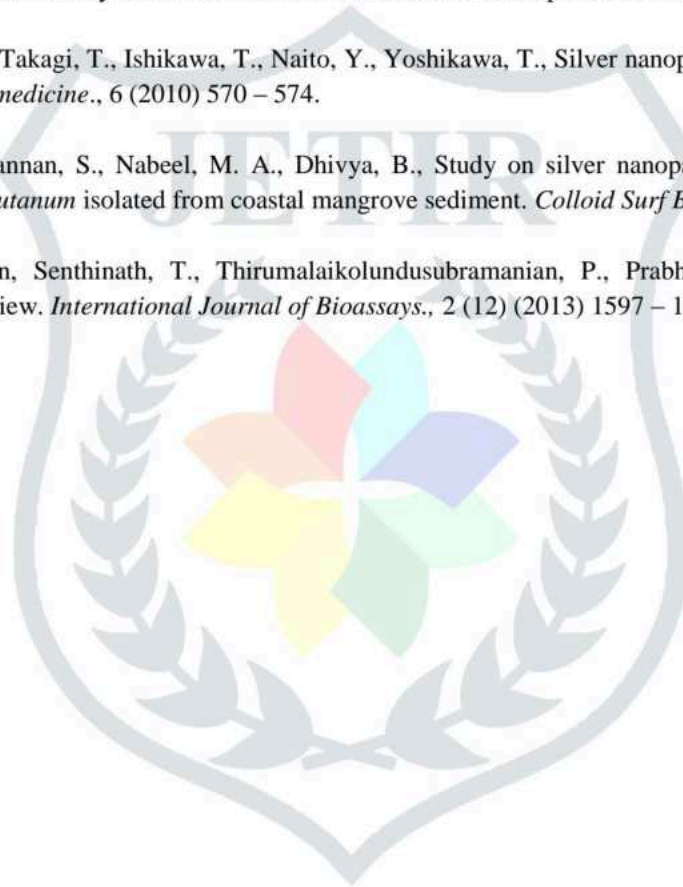 Takagi, T., Ishikawa, T., Naito, Y., Yoshikawa, T., Silver nanop
medicine., 6 (2010) 570 – 574.
annan, S., Nabeel, M. A., Dhivya, B., Study on silver nanopa
utanum isolated from coastal mangrove sediment. Colloid Surf B
n, Senthinath, T., Thirumalaikolundusubramanian, P., Prabh
iew. International Journal of Bioassays., 2 (12) (2013) 1597 – 1
JETIR